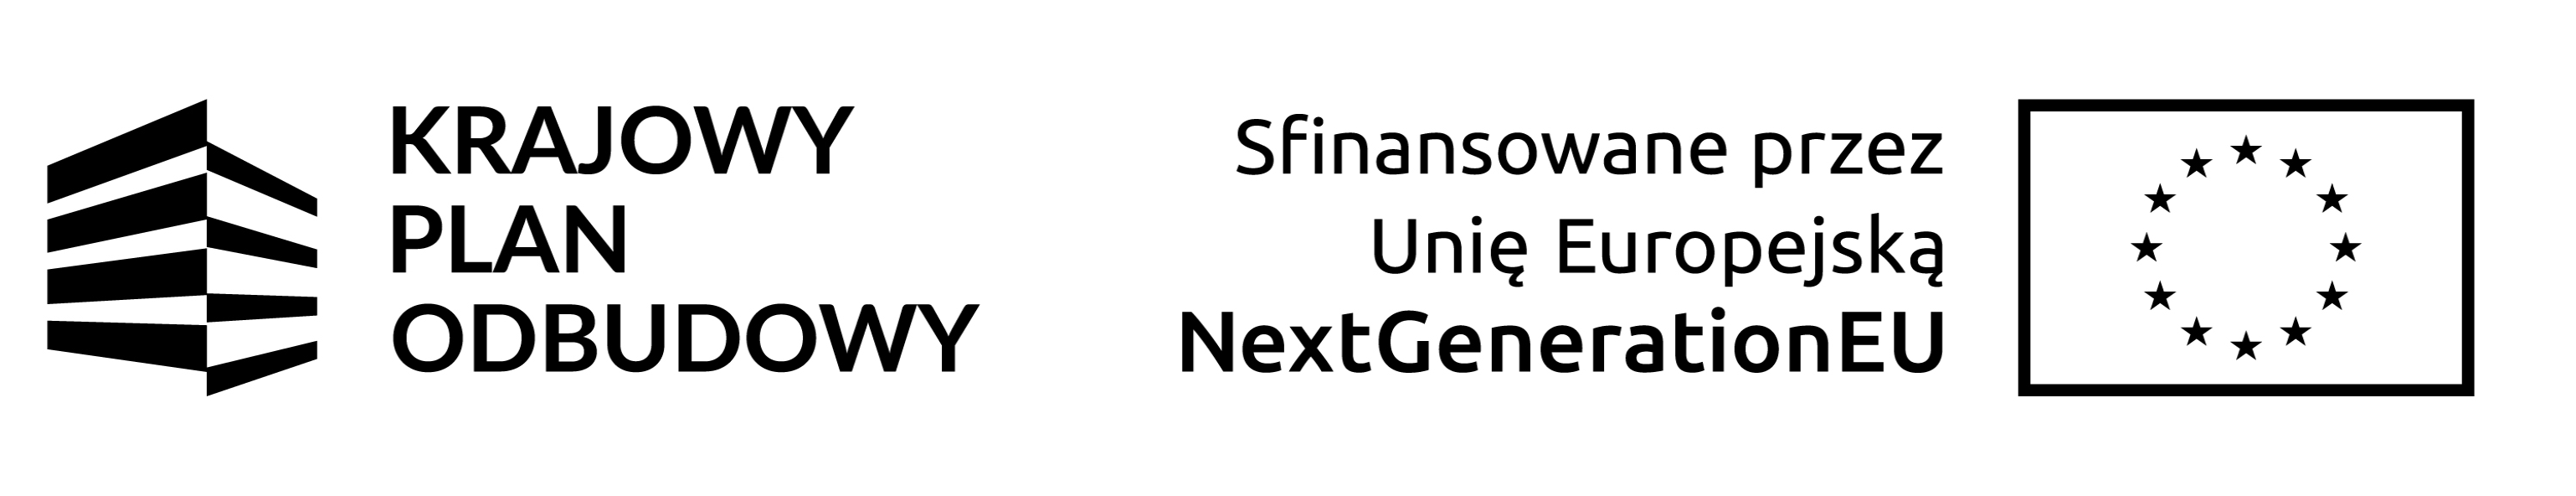 KRAJOWY
PLAN
ODBUDOWY
Sfinansowane przez
Unię Europejską
NextGenerationEU